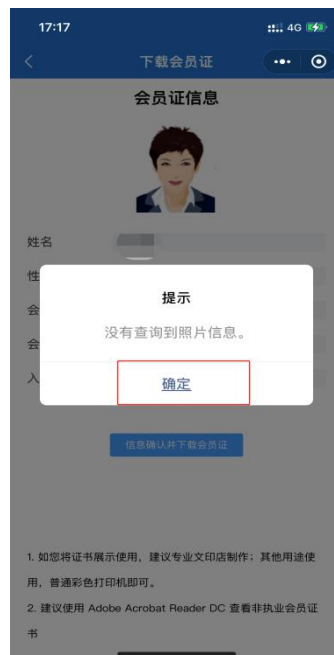 17:17
4G
下载会员证
会员证信息
姓名
性
提示
会
没有查询到照片信息。
会
入
确定
信息确认并下载会员证
1. 如您将证书展示使用，建议专业文印店制作；其他用途使
用，普通彩色打印机即可。
2. 建议使用 Adobe Acrobat Reader DC 查看非执业会员证
书